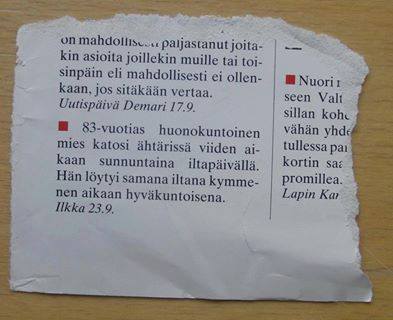 on mahdollisesti paljastanut joita-
kin asioita joillekin muille tai toi-
sinpäin eli mahdollisesti ei ollen-
kaan, jos sitäkään vertaa.
Uutispäivä Demari 17.9.
83-vuotias huonokuntoinen
mies katosi ähtärissä viiden ai-
kaan sunnuntaina iltapäivällä.
Hän löytyi samana iltana kymme-
nen aikaan hyväkuntoisena.
Ilkka 23.9.
Nuori
seen Valt
sillan koh
vähän yhde
tullessa pa
kortin saa
promillea.
Lapin Kan